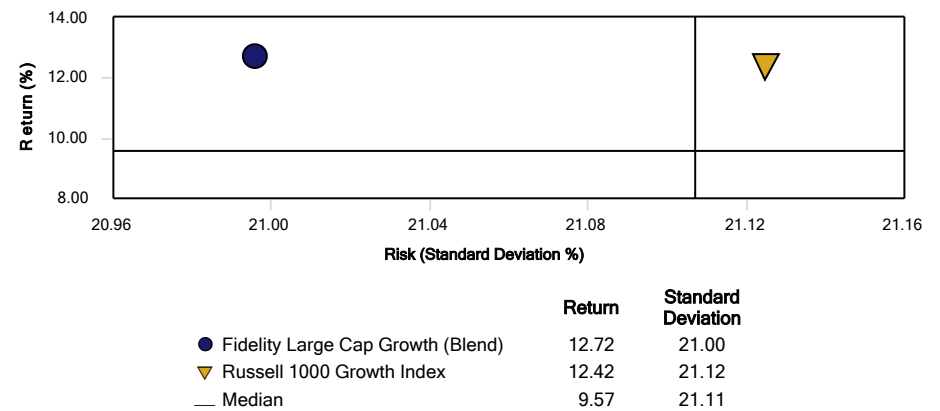 14.00
12.00
10.00
8.00
Return (%)
20.96 21.00 21.04 21.08 21.12 21.16
Risk (Standard Deviation %)
Return Standard Deviation
Fidelity Large Cap Growth (Blend) 12.72 21.00
Russell 1000 Growth Index 12.42 21.12
Median 9.57 21.11